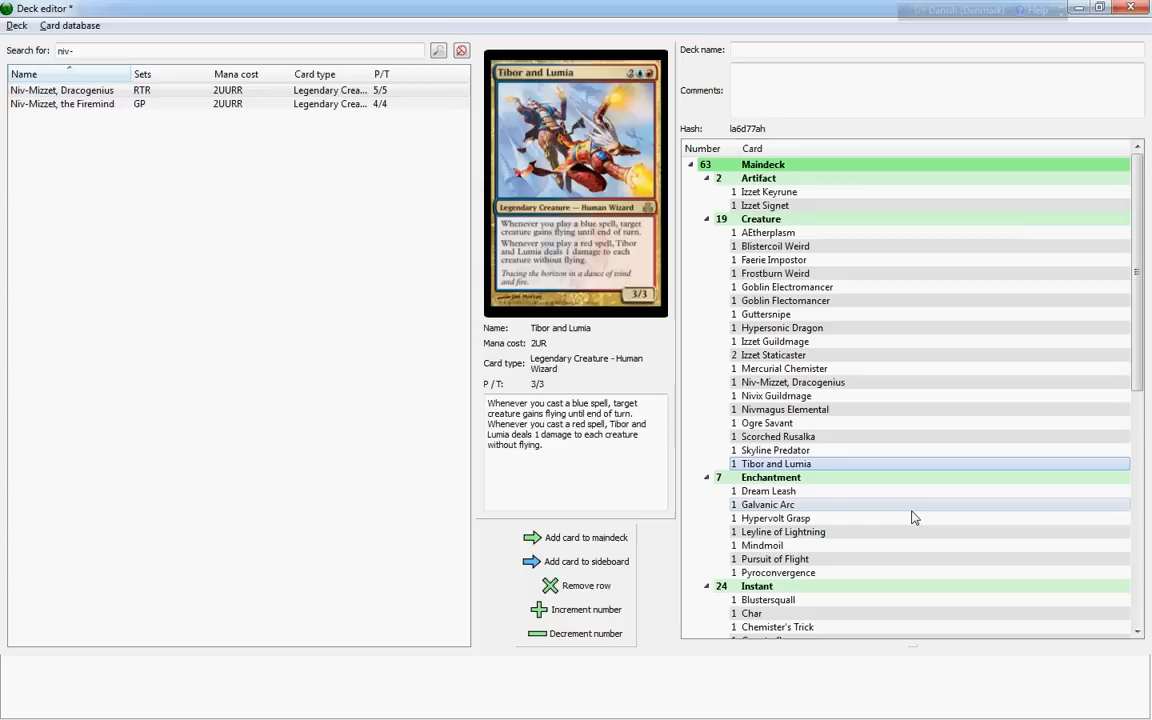 Deck editor *
Danish (Denmark) Help
Deck Card database
Search for: niv-
Name Sets Mana cost Card type P/T
Niv-Mizzet, Dracogenius RTR 2UURR Legendary Crea... 5/5
Niv-Mizzet, the Firemind GP 2UURR Legendary Crea... 4/4
Tibor and Lumia 2
Legendary Creature — Human Wizard
Whenever you play a blue spell, target
creature gains flying until end of turn.
Whenever you play a red spell, Tibor
and Lumia deals 1 damage to each
creature without flying.
Tracing the horizon in a dance of wind
and fire.
3/3
Name: Tibor and Lumia
Mana cost: 2UR
Card type: Legendary Creature - Human
Wizard
P / T: 3/3
Whenever you cast a blue spell, target
creature gains flying until end of turn.
Whenever you cast a red spell, Tibor and
Lumia deals 1 damage to each creature
without flying.
Add card to maindeck
Add card to sideboard
Remove row
Increment number
Decrement number
Deck name:
Comments:
Hash: la6d77ah
Number Card
63 Maindeck
2 Artifact
1 Izzet Keyrune
1 Izzet Signet
19 Creature
1 AEtherplasm
1 Blistercoil Weird
1 Faerie Impostor
1 Frostburn Weird
1 Goblin Electromancer
1 Goblin Flectomancer
1 Guttersnipe
1 Hypersonic Dragon
1 Izzet Guildmage
2 Izzet Staticaster
1 Mercurial Chemister
1 Niv-Mizzet, Dracogenius
1 Nivix Guildmage
1 Nivmagus Elemental
1 Ogre Savant
1 Scorched Rusalka
1 Skyline Predator
1 Tibor and Lumia
7 Enchantment
1 Dream Leash
1 Galvanic Arc
1 Hypervolt Grasp
1 Leyline of Lightning
1 Mindmoil
1 Pursuit of Flight
1 Pyroconvergence
24 Instant
1 Blustersquall
1 Char
1 Chemister's Trick